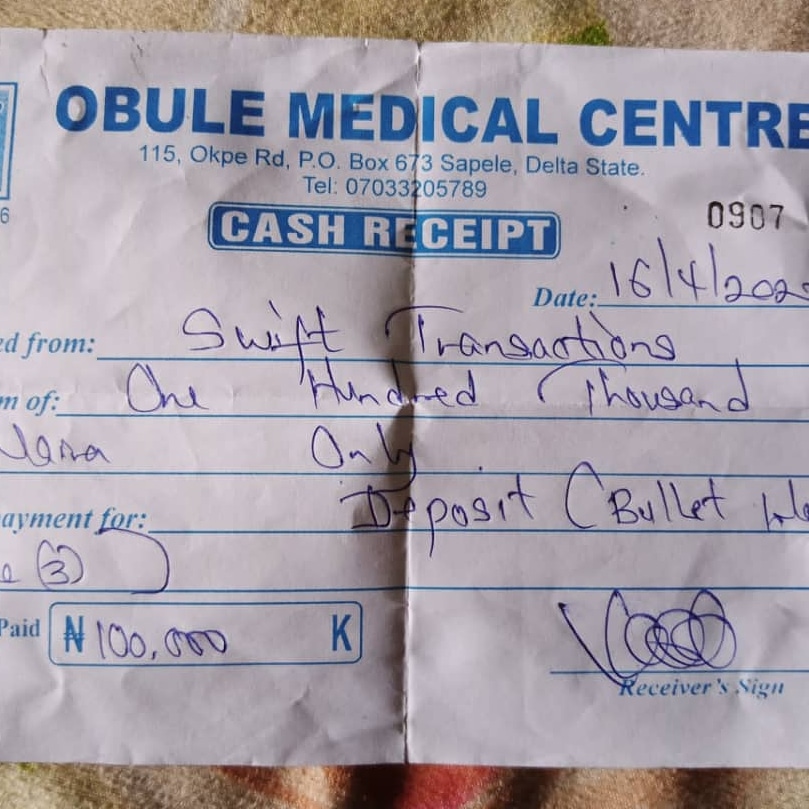 OBULE MEDICAL CENTRE
115, Okpe Rd, P.O. Box 673 Sapele, Delta State.
Tel: 07033205789
6
CASH RECEIPT
0907
Date: 16/4/202
ed from: Swift Transactions
m of: One Hundred Thousand
Only
ayment for: Deposit (Bullet
(3) )
Paid ₦ 100,000 K
Receiver's Sign